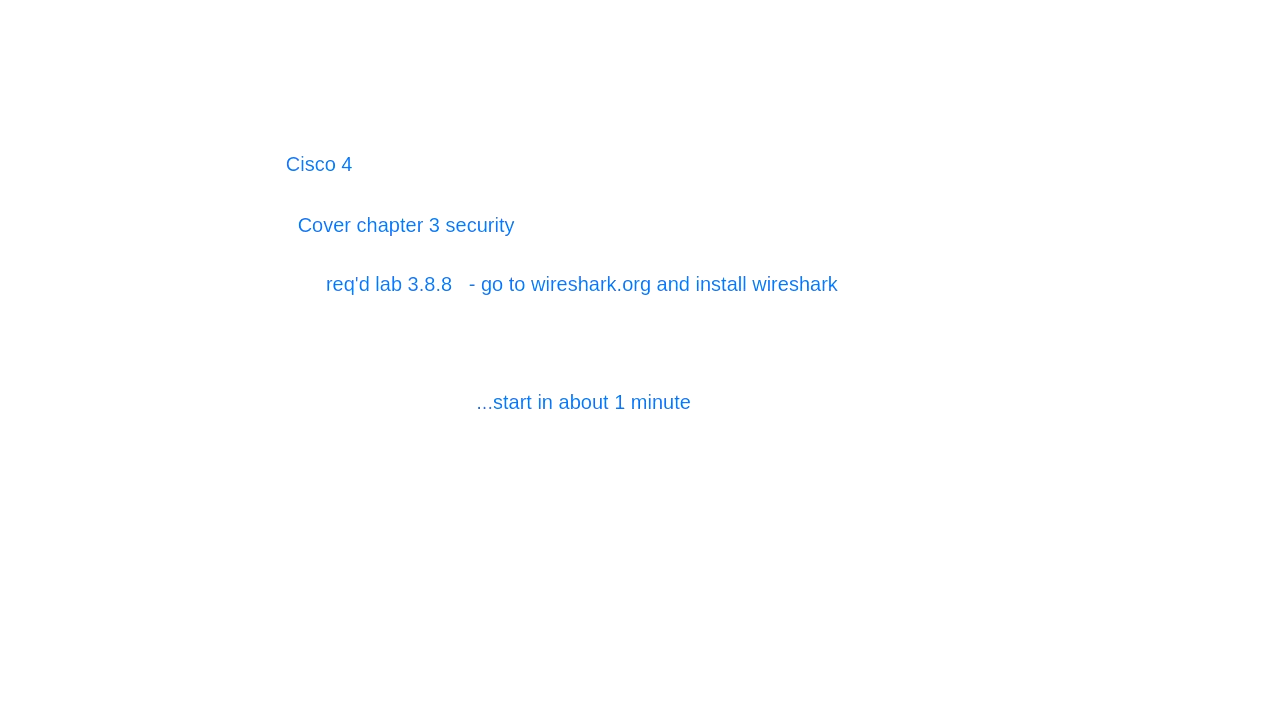 Cisco 4
Cover chapter 3 security
req'd lab 3.8.8   - go to wireshark.org and install wireshark
...start in about 1 minute